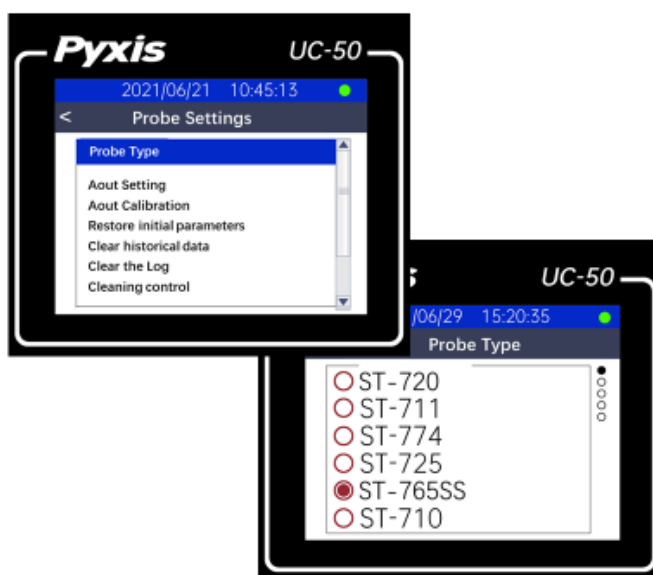 Pyxis UC-50
2021/06/21 10:45:13
< Probe Settings
Probe Type
Aout Setting
Aout Calibration
Restore initial parameters
Clear historical data
Clear the Log
Cleaning control
UC-50
/06/29 15:20:35
Probe Type
ST-720
ST-711
ST-774
ST-725
ST-765SS
ST-710